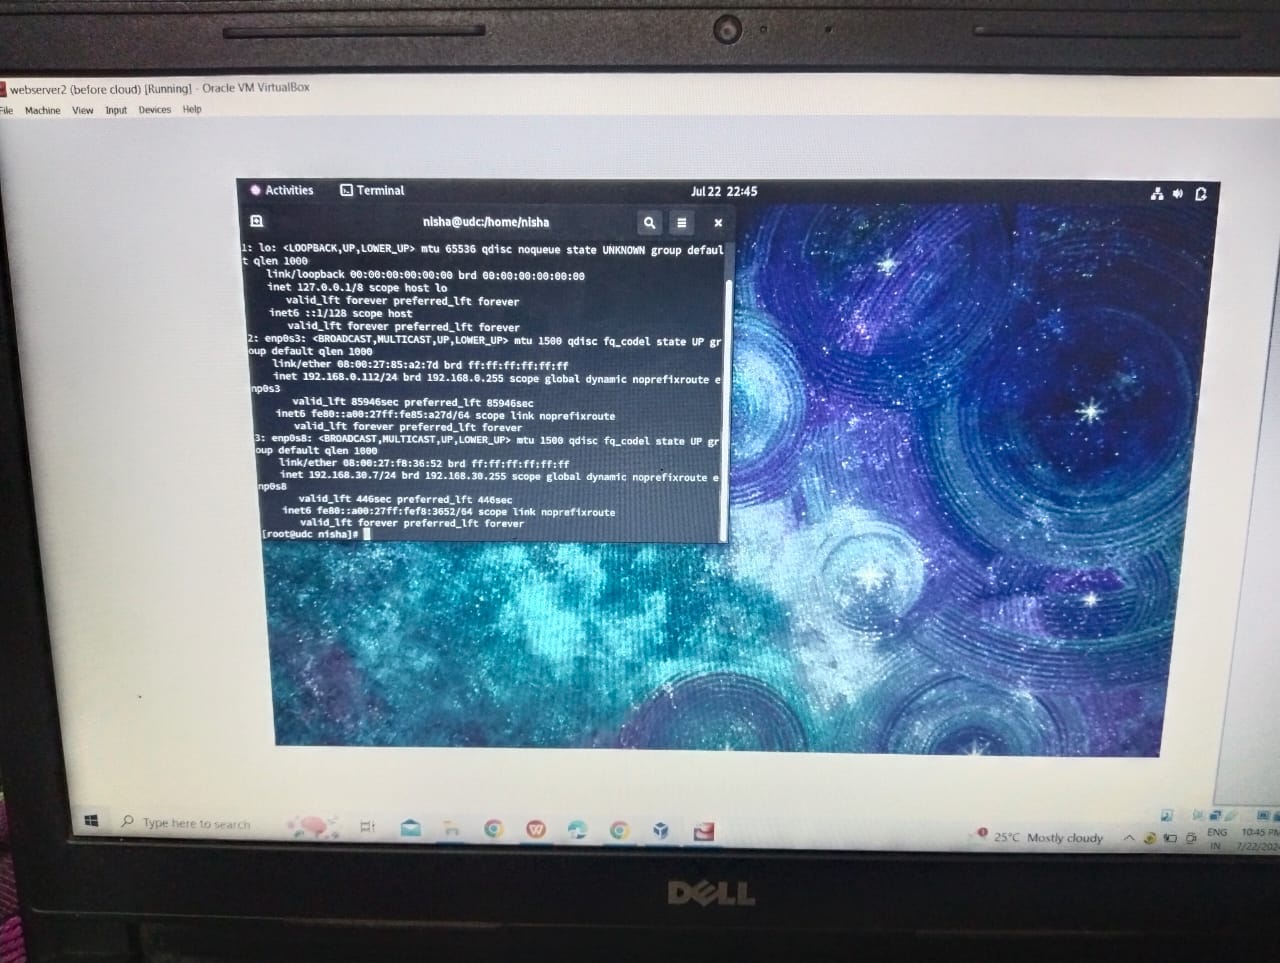 webserver2 (before cloud) [Running] - Oracle VM VirtualBox
File Machine View Input Devices Help
Activities Terminal Jul 22 22:45
nisha@udc:/home/nisha
1: lo: <LOOPBACK,UP,LOWER_UP> mtu 65536 qdisc noqueue state UNKNOWN group defaul
t qlen 1000
link/loopback 00:00:00:00:00:00 brd 00:00:00:00:00:00
inet 127.0.0.1/8 scope host lo
valid_lft forever preferred_lft forever
inet6 ::1/128 scope host
valid_lft forever preferred_lft forever
2: enp0s3: <BROADCAST,MULTICAST,UP,LOWER_UP> mtu 1500 qdisc fq_codel state UP gr
oup default qlen 1000
link/ether 08:00:27:85:a2:7d brd ff:ff:ff:ff:ff:ff
inet 192.168.0.112/24 brd 192.168.0.255 scope global dynamic noprefixroute e
np0s3
valid_lft 85946sec preferred_lft 85946sec
inet6 fe80::a00:27ff:fe85:a27d/64 scope link noprefixroute
valid_lft forever preferred_lft forever
3: enp0s8: <BROADCAST,MULTICAST,UP,LOWER_UP> mtu 1500 qdisc fq_codel state UP gr
oup default qlen 1000
link/ether 08:00:27:f8:36:52 brd ff:ff:ff:ff:ff:ff
inet 192.168.30.7/24 brd 192.168.30.255 scope global dynamic noprefixroute e
np0s8
valid_lft 446sec preferred_lft 446sec
inet6 fe80::a00:27ff:fef8:3652/64 scope link noprefixroute
valid_lft forever preferred_lft forever
[root@udc nisha]#
Type here to search
25°C Mostly cloudy
ENG
IN
10:45 PM
DELL